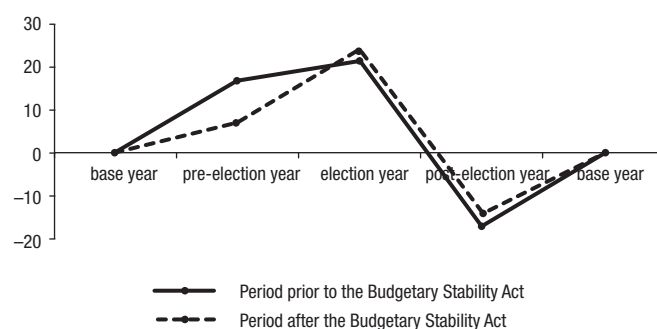 30
20
10
0
–10
–20
base year pre-election year election year post-election year base year
Period prior to the Budgetary Stability Act
Period after the Budgetary Stability Act